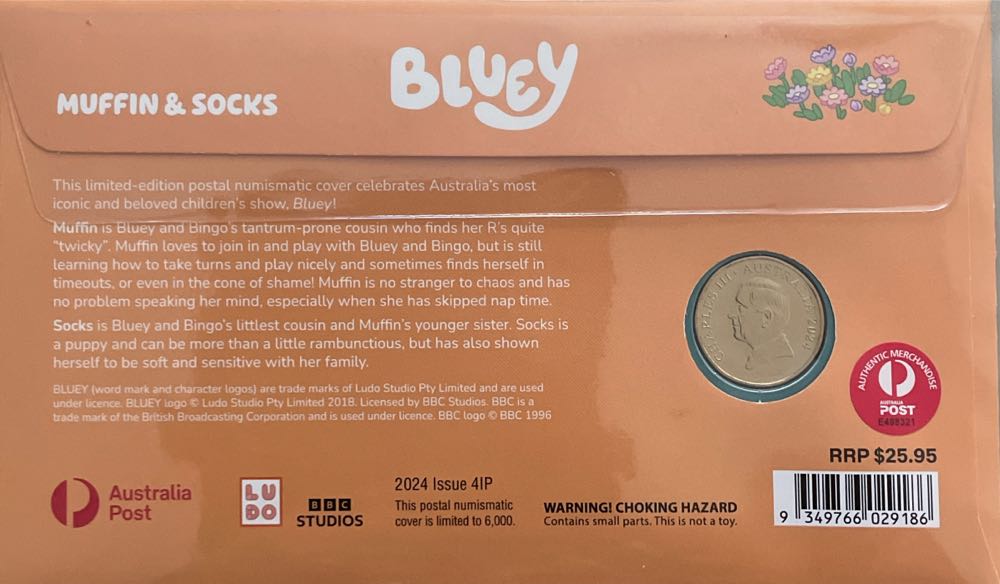 MUFFIN & SOCKS
BLUEY
This limited-edition postal numismatic cover celebrates Australia's most
iconic and beloved children's show, Bluey!
Muffin is Bluey and Bingo's tantrum-prone cousin who finds her R's quite
"twicky". Muffin loves to join in and play with Bluey and Bingo, but is still
learning how to take turns and play nicely and sometimes finds herself in
timeouts, or even in the cone of shame! Muffin is no stranger to chaos and has
no problem speaking her mind, especially when she has skipped nap time.
Socks is Bluey and Bingo's littlest cousin and Muffin's younger sister. Socks is
a puppy and can be more than a little rambunctious, but has also shown
herself to be soft and sensitive with her family.
BLUEY (word mark and character logos) are trade marks of Ludo Studio Pty Limited and are used
under licence. BLUEY logo © Ludo Studio Pty Limited 2018. Licensed by BBC Studios. BBC is a
trade mark of the British Broadcasting Corporation and is used under licence. BBC logo © BBC 1996
CHARLES III · AUSTRALIA 2024
AUTHENTIC MERCHANDISE
AUSTRALIA
POST
E498321
RRP $25.95
Australia
Post
LU
DO
BBC
STUDIOS
2024 Issue 4IP
This postal numismatic
cover is limited to 6,000.
WARNING! CHOKING HAZARD
Contains small parts. This is not a toy.
9 349766 029186